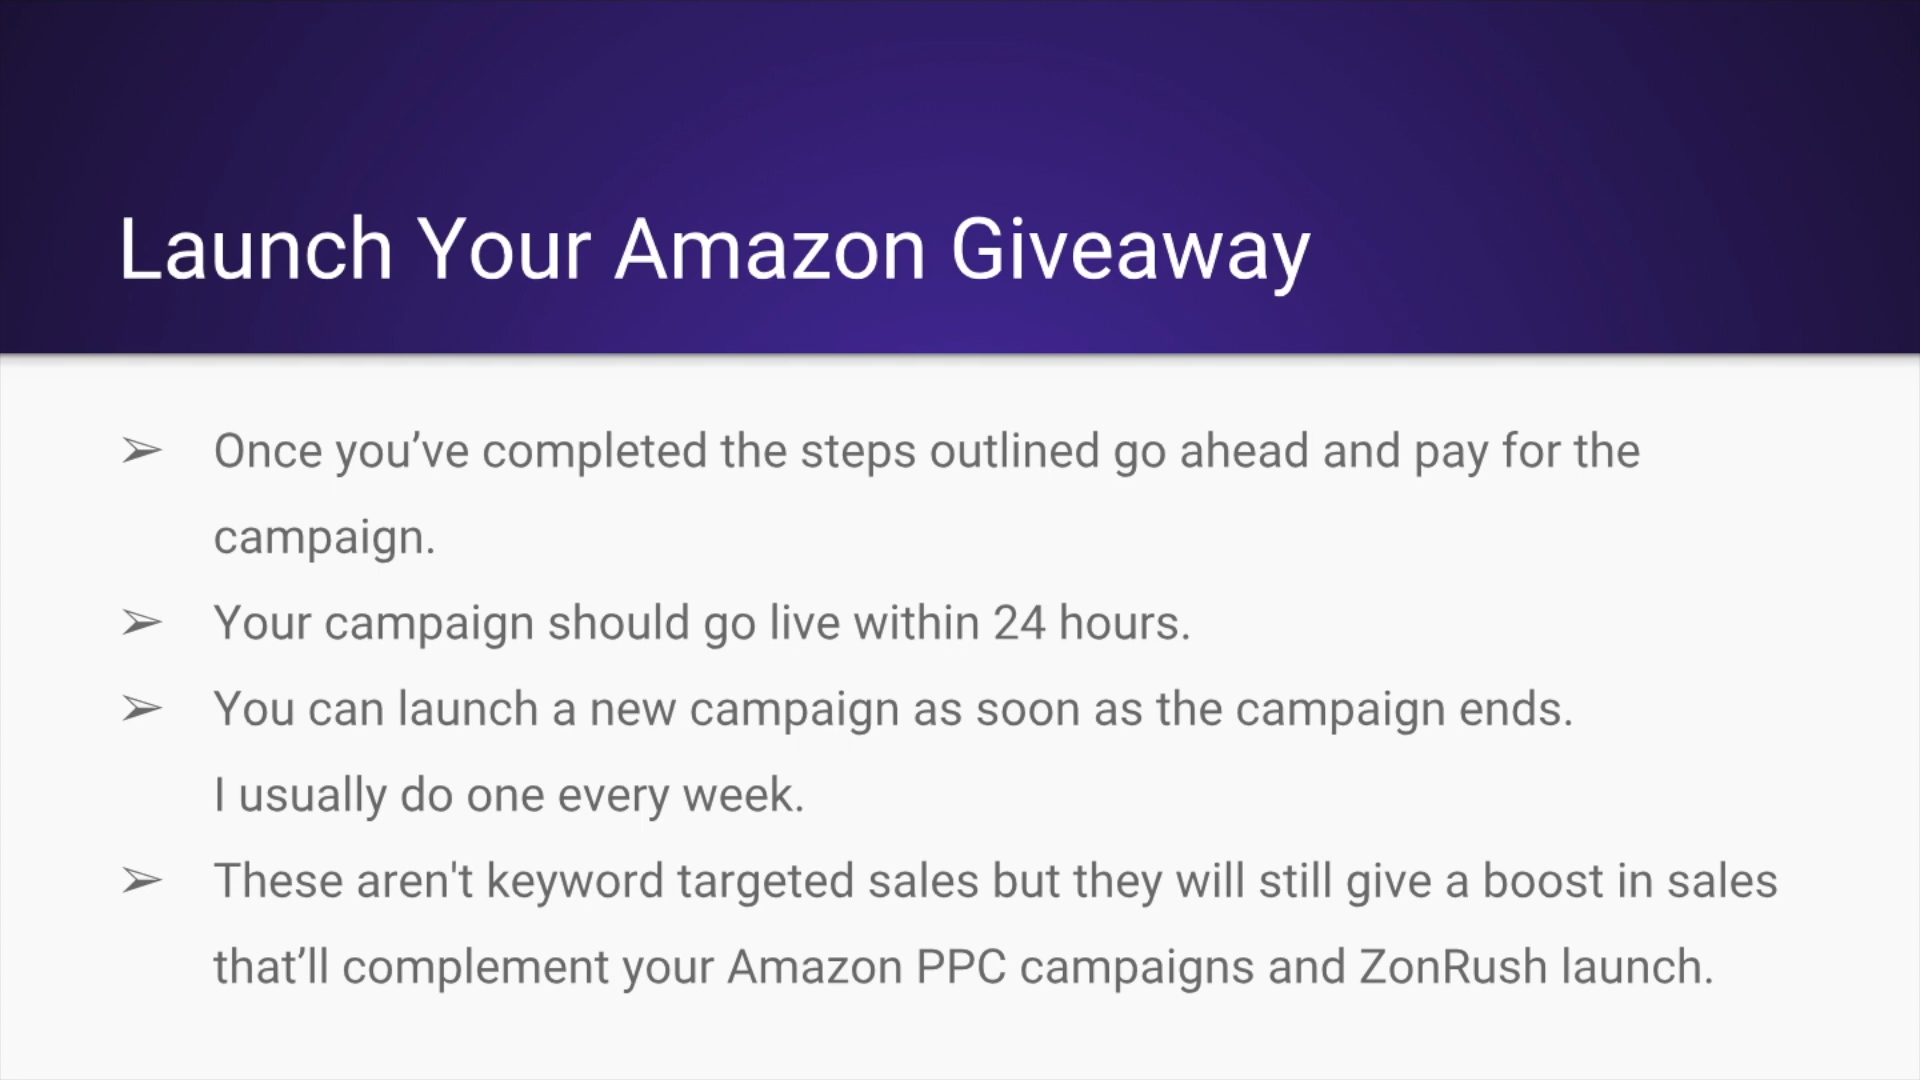 Launch Your Amazon Giveaway
➢ Once you’ve completed the steps outlined go ahead and pay for the
campaign.
➢ Your campaign should go live within 24 hours.
➢ You can launch a new campaign as soon as the campaign ends.
I usually do one every week.
➢ These aren't keyword targeted sales but they will still give a boost in sales
that’ll complement your Amazon PPC campaigns and ZonRush launch.